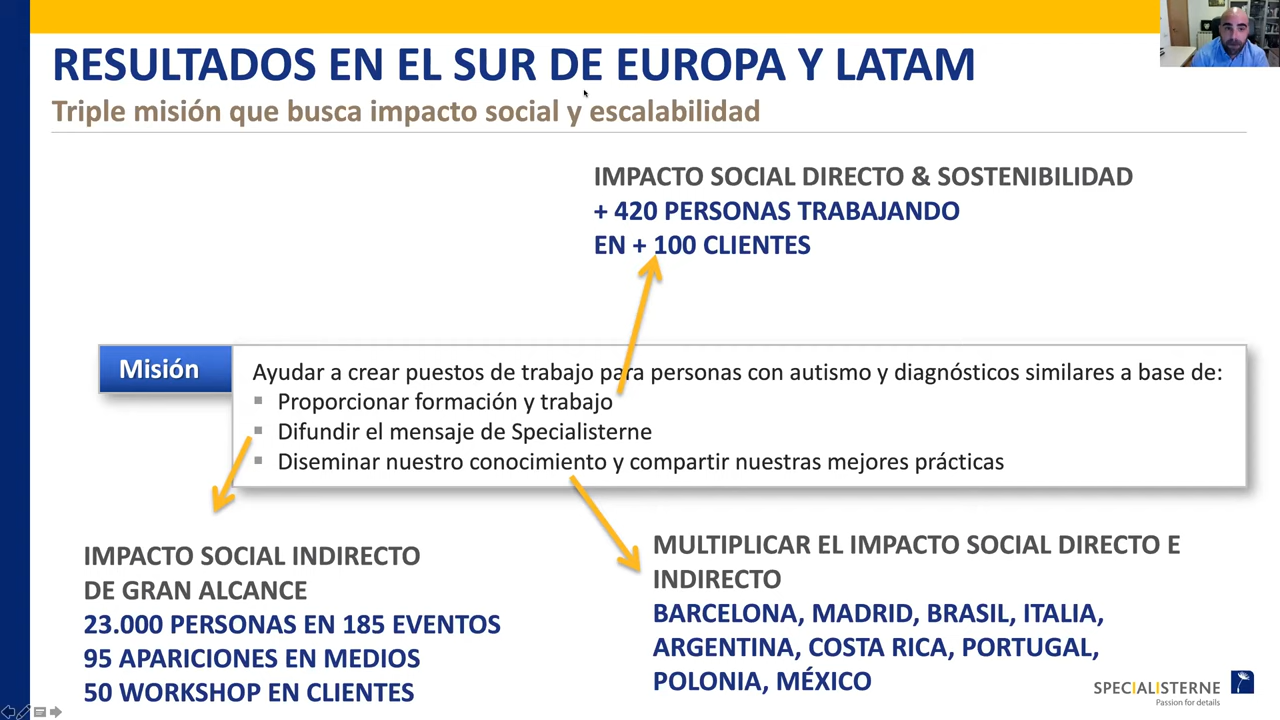 RESULTADOS EN EL SUR DE EUROPA Y LATAM
Triple misión que busca impacto social y escalabilidad
IMPACTO SOCIAL DIRECTO & SOSTENIBILIDAD
+ 420 PERSONAS TRABAJANDO
EN + 100 CLIENTES
Misión
Ayudar a crear puestos de trabajo para personas con autismo y diagnósticos similares a base de:
Proporcionar formación y trabajo
Difundir el mensaje de Specialisterne
Diseminar nuestro conocimiento y compartir nuestras mejores prácticas
IMPACTO SOCIAL INDIRECTO
DE GRAN ALCANCE
23.000 PERSONAS EN 185 EVENTOS
95 APARICIONES EN MEDIOS
50 WORKSHOP EN CLIENTES
MULTIPLICAR EL IMPACTO SOCIAL DIRECTO E
INDIRECTO
BARCELONA, MADRID, BRASIL, ITALIA,
ARGENTINA, COSTA RICA, PORTUGAL,
POLONIA, MÉXICO
SPECIALISTERNE
Passion for details